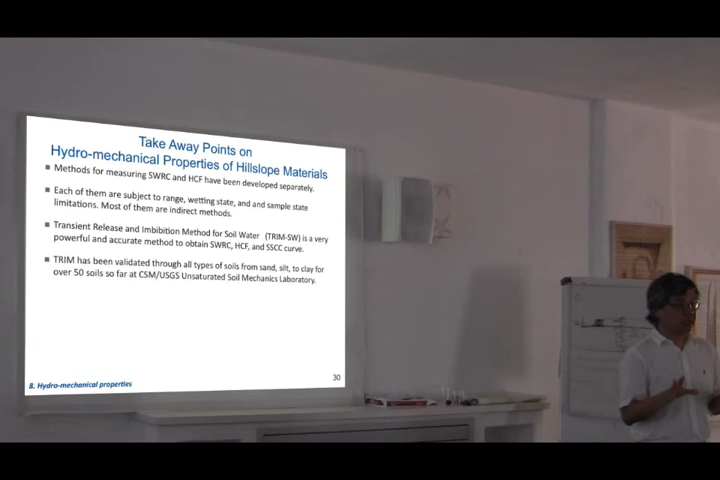 Take Away Points on
Hydro-mechanical Properties of Hillslope Materials
■ Methods for measuring SWRC and HCF have been developed separately.
■ Each of them are subject to range, wetting state, and and sample state
limitations. Most of them are indirect methods.
■ Transient Release and Imbibition Method for Soil Water (TRIM-SW) is a very
powerful and accurate method to obtain SWRC, HCF, and SSCC curve.
■ TRIM has been validated through all types of soils from sand, silt, to clay for
over 50 soils so far at CSM/USGS Unsaturated Soil Mechanics Laboratory.
8. Hydro-mechanical properties
30